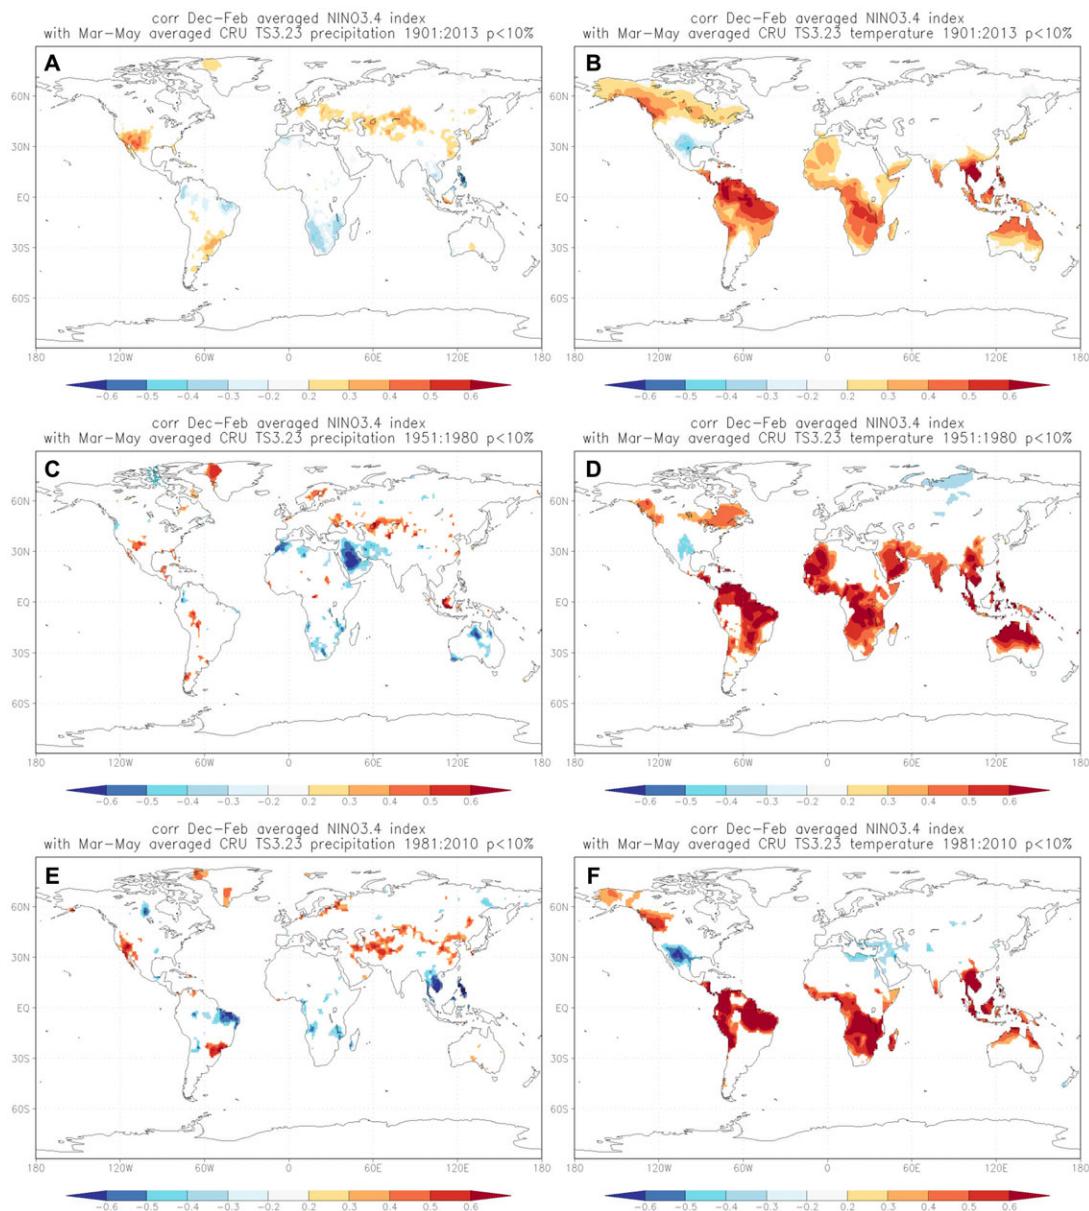 corr Dec-Feb averaged NINO3.4 index
with Mar-May averaged CRU TS3.23 precipitation 1901:2013 p<10%
A
60N
30N
EQ
30S
60S
180 120W 60W 0 60E 120E 180
-0.6 -0.5 -0.4 -0.3 -0.2 0.2 0.3 0.4 0.5 0.6
corr Dec-Feb averaged NINO3.4 index
with Mar-May averaged CRU TS3.23 temperature 1901:2013 p<10%
B
60N
30N
EQ
30S
60S
180 120W 60W 0 60E 120E 180
-0.6 -0.5 -0.4 -0.3 -0.2 0.2 0.3 0.4 0.5 0.6
corr Dec-Feb averaged NINO3.4 index
with Mar-May averaged CRU TS3.23 precipitation 1951:1980 p<10%
C
60N
30N
EQ
30S
60S
180 120W 60W 0 60E 120E 180
-0.6 -0.5 -0.4 -0.3 -0.2 0.2 0.3 0.4 0.5 0.6
corr Dec-Feb averaged NINO3.4 index
with Mar-May averaged CRU TS3.23 temperature 1951:1980 p<10%
D
60N
30N
EQ
30S
60S
180 120W 60W 0 60E 120E 180
-0.6 -0.5 -0.4 -0.3 -0.2 0.2 0.3 0.4 0.5 0.6
corr Dec-Feb averaged NINO3.4 index
with Mar-May averaged CRU TS3.23 precipitation 1981:2010 p<10%
E
60N
30N
EQ
30S
60S
180 120W 60W 0 60E 120E 180
-0.6 -0.5 -0.4 -0.3 -0.2 0.2 0.3 0.4 0.5 0.6
corr Dec-Feb averaged NINO3.4 index
with Mar-May averaged CRU TS3.23 temperature 1981:2010 p<10%
F
60N
30N
EQ
30S
60S
180 120W 60W 0 60E 120E 180
-0.6 -0.5 -0.4 -0.3 -0.2 0.2 0.3 0.4 0.5 0.6